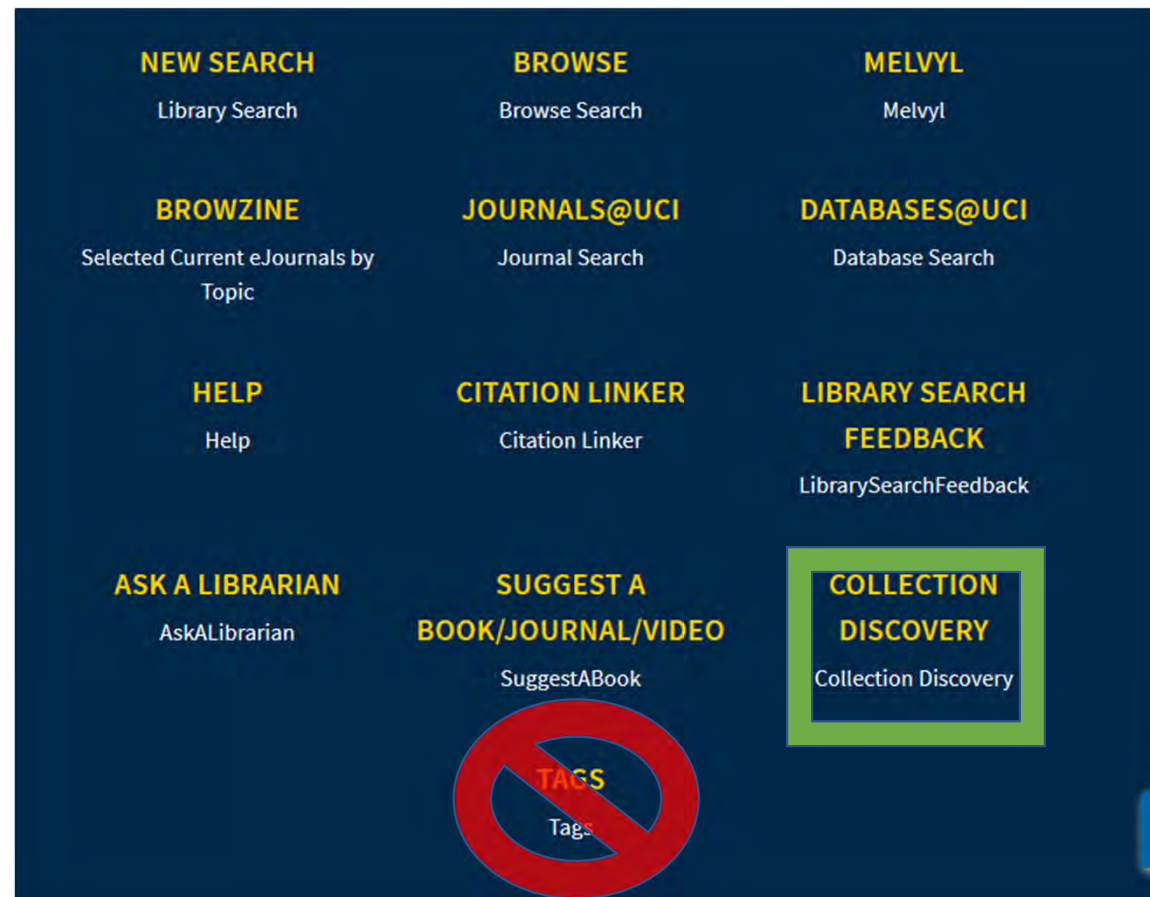 NEW SEARCH
Library Search
BROWSE
Browse Search
MELVYL
Melvyl
BROWZINE
Selected Current eJournals by
Topic
JOURNALS@UCI
Journal Search
DATABASES@UCI
Database Search
HELP
Help
CITATION LINKER
Citation Linker
LIBRARY SEARCH
FEEDBACK
LibrarySearchFeedback
ASK A LIBRARIAN
AskALibrarian
SUGGEST A
BOOK/JOURNAL/VIDEO
SuggestABook
COLLECTION
DISCOVERY
Collection Discovery
TAGS
Tags